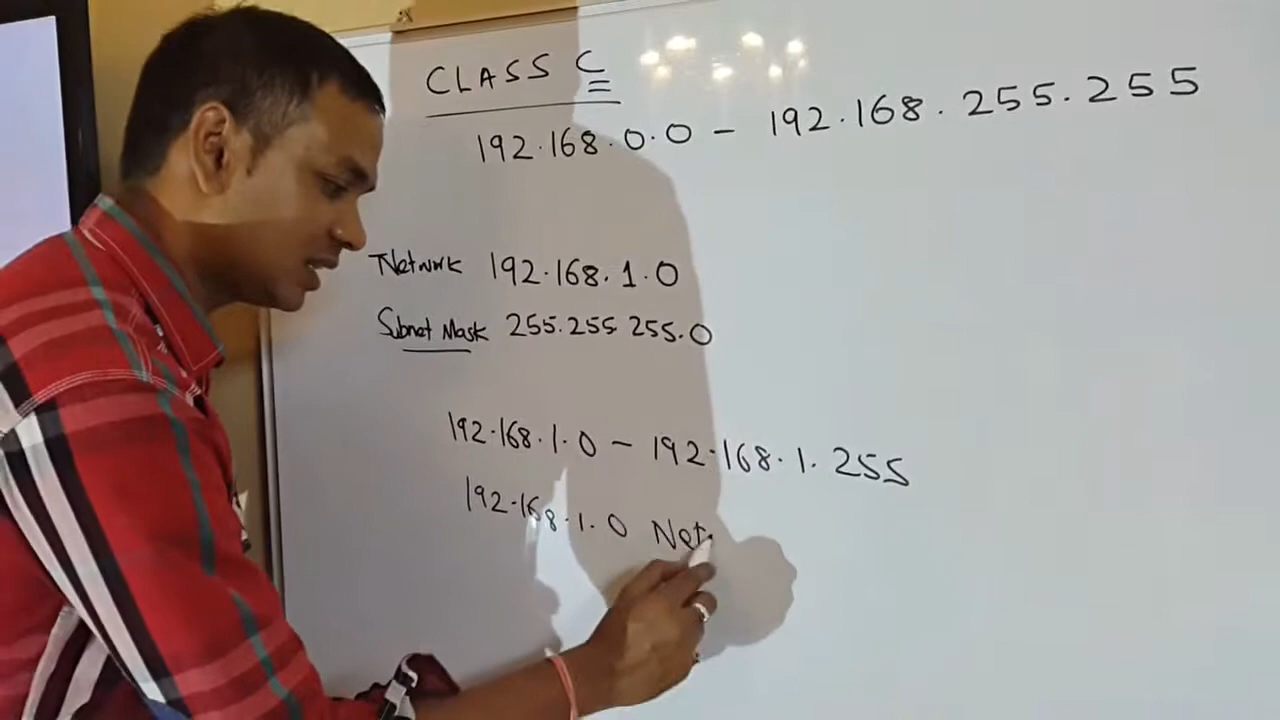 CLASS C
192.168.0.0 - 192.168.255.255
Network 192.168.1.0
Subnet Mask 255.255 255.0
192.168.1.0 - 192.168.1.255
192.168.1.0 Net